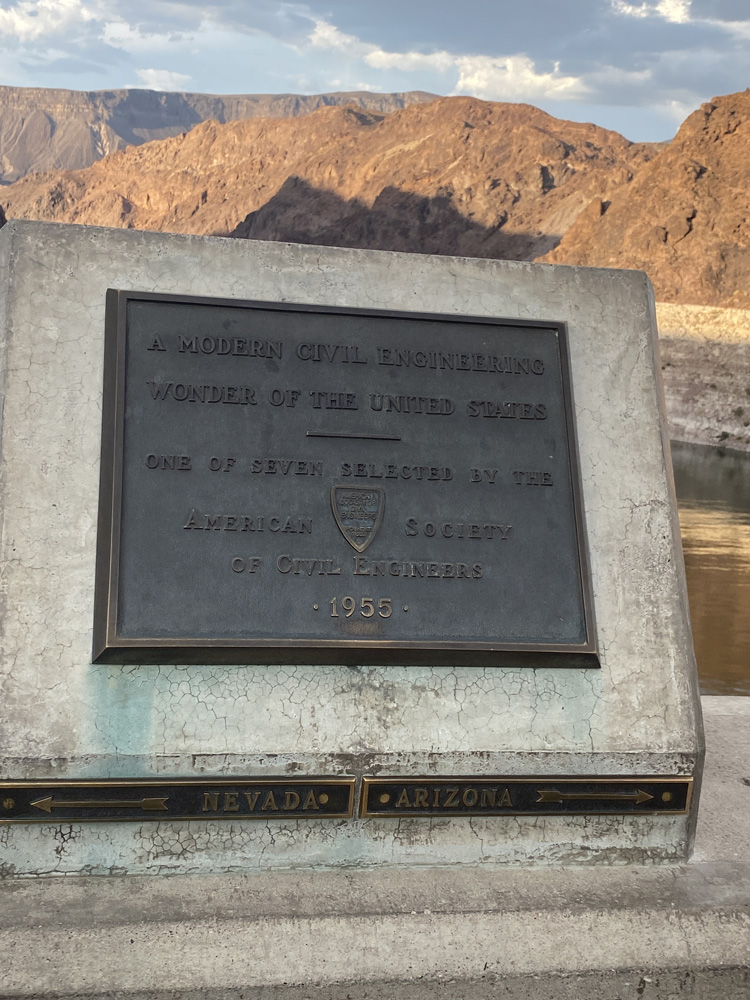 A MODERN CIVIL ENGINEERING
WONDER OF THE UNITED STATES
ONE OF SEVEN SELECTED BY THE
AMERICAN SOCIETY
OF CIVIL ENGINEERS
· 1955 ·
NEVADA
ARIZONA